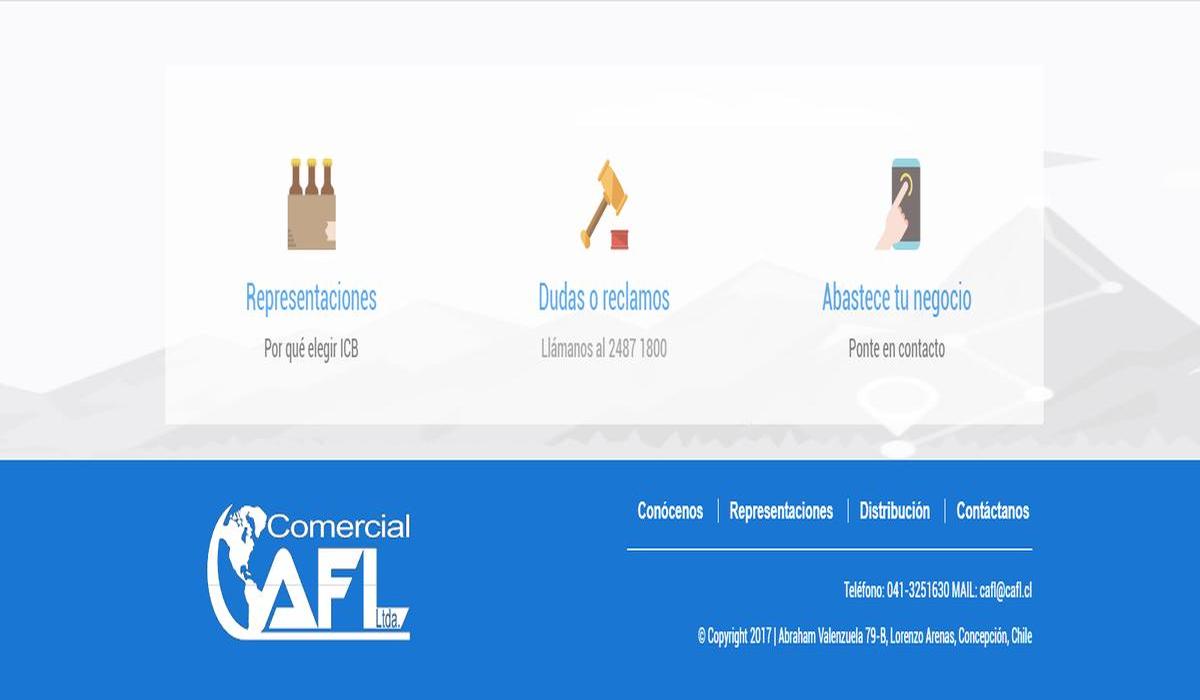 Representaciones
Por qué elegir ICB
Dudas o reclamos
Llámanos al 2487 1800
Abastece tu negocio
Ponte en contacto
Comercial
CAFL
Ltda.
Conócenos | Representaciones | Distribución | Contáctanos
Teléfono: 041-3251630 MAIL: cafl@cafl.cl
© Copyright 2017 | Abraham Valenzuela 79-B, Lorenzo Arenas, Concepción, Chile